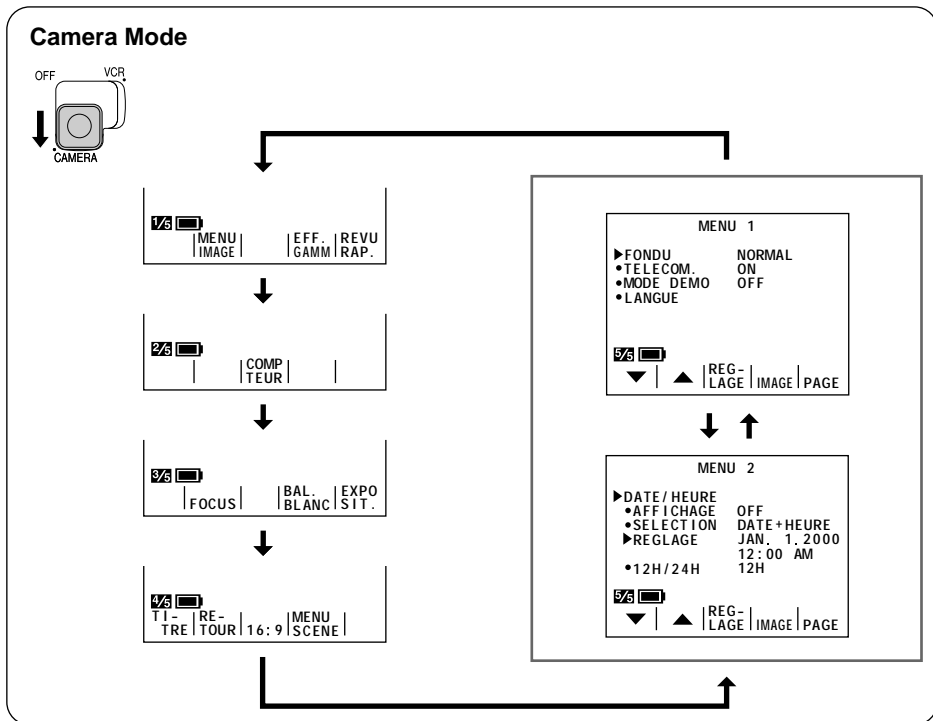 Camera Mode
OFF VCR
CAMERA
1/5
MENU EFF. REVU
IMAGE GAMM RAP.
2/5
COMP
TEUR
3/5
BAL. EXPO
FOCUS BLANC SIT.
4/5
TI- RE- MENU
TRE TOUR 16:9 SCENE
MENU 1
▶FONDU NORMAL
•TELECOM. ON
•MODE DEMO OFF
•LANGUE
5/5
REG-
▼ ▲ LAGE IMAGE PAGE
MENU 2
▶DATE/HEURE
•AFFICHAGE OFF
•SELECTION DATE+HEURE
▶REGLAGE JAN. 1.2000
12:00 AM
•12H/24H 12H
5/5
REG-
▼ ▲ LAGE IMAGE PAGE